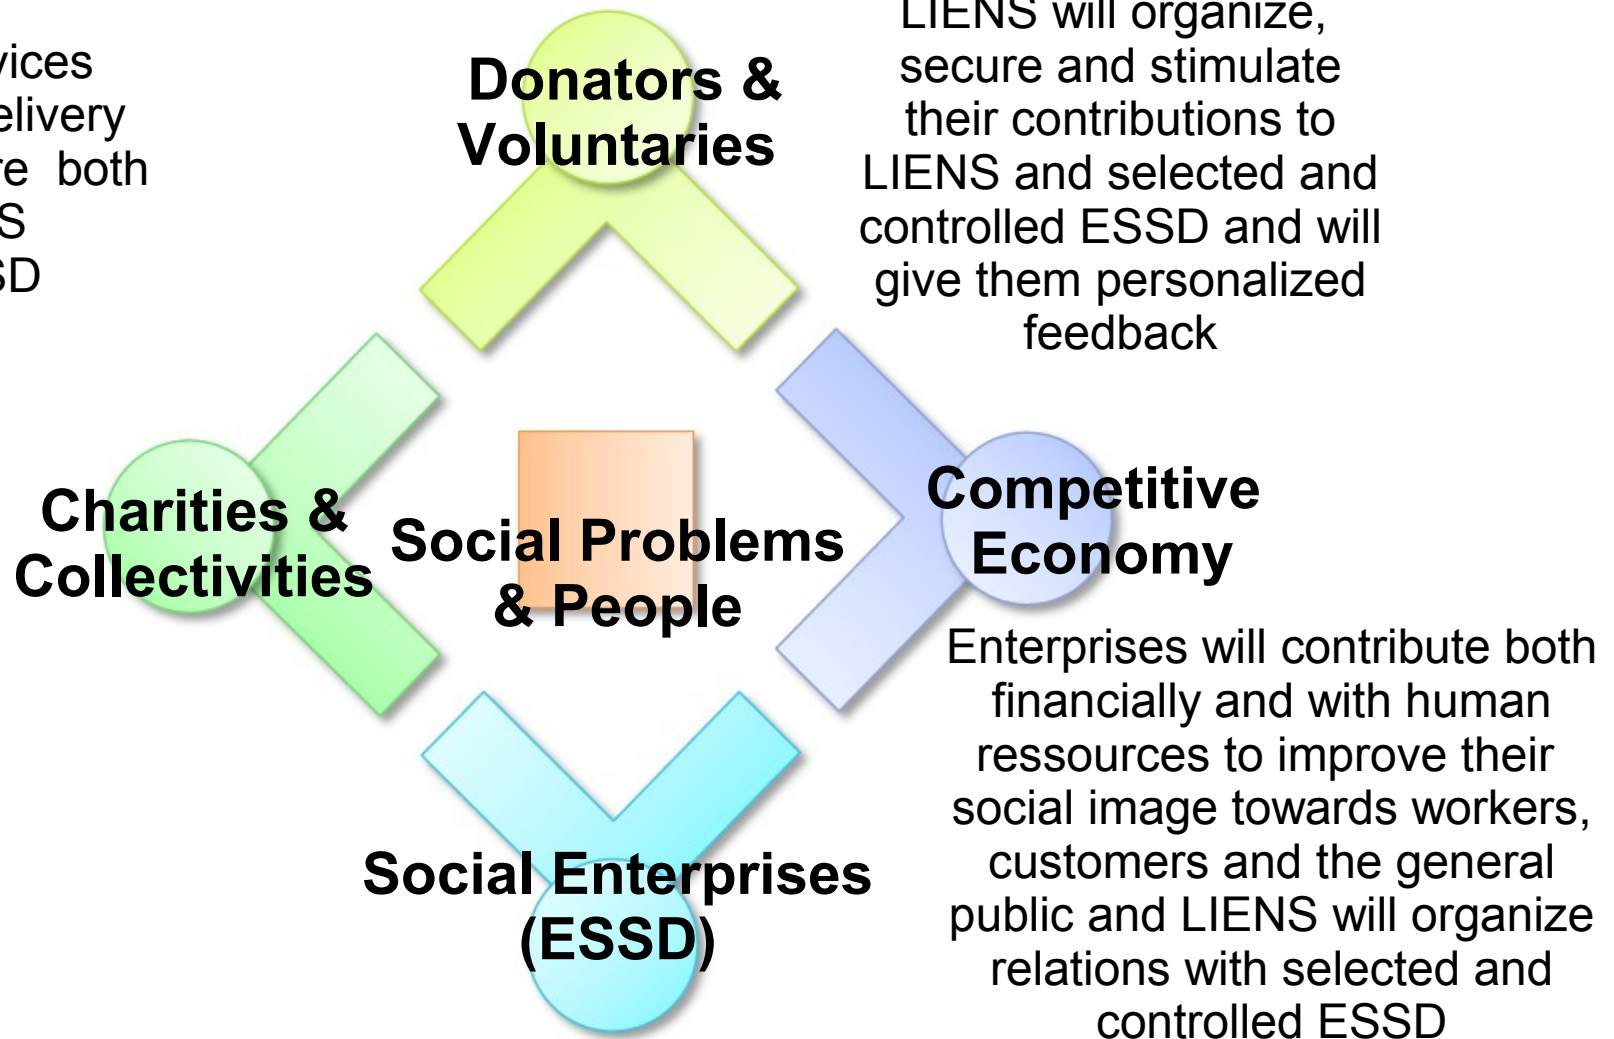 both
Donators &
Voluntaries
LIENS will organize,
secure and stimulate
their contributions to
LIENS and selected and
controlled ESSD and will
give them personalized
feedback
Charities &
Collectivities
Social Problems
& People
Competitive
Economy
Enterprises will contribute both
financially and with human
ressources to improve their
social image towards workers,
customers and the general
public and LIENS will organize
relations with selected and
controlled ESSD
Social Enterprises
(ESSD)